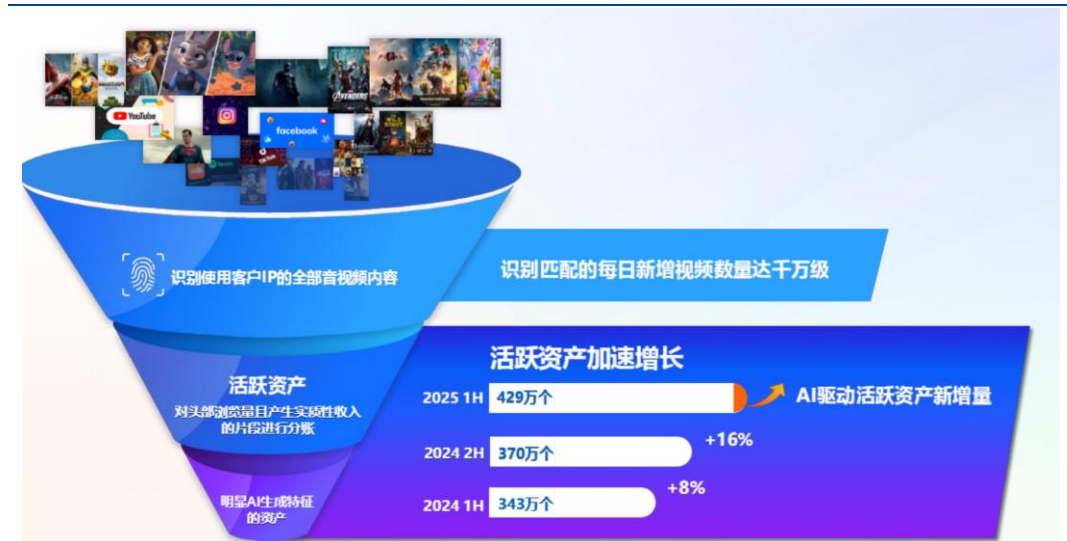 AVENGERS
YouTube
facebook
Spotify
TikTok
识别使用客户IP的全部音视频内容
识别匹配的每日新增视频数量达千万级
活跃资产
对头部浏览量且产生实质性收入
的片段进行分账
明显AI生成特征
的资产
活跃资产加速增长
2025 1H 429万个
AI驱动活跃资产新增量
+16%
2024 2H 370万个
+8%
2024 1H 343万个